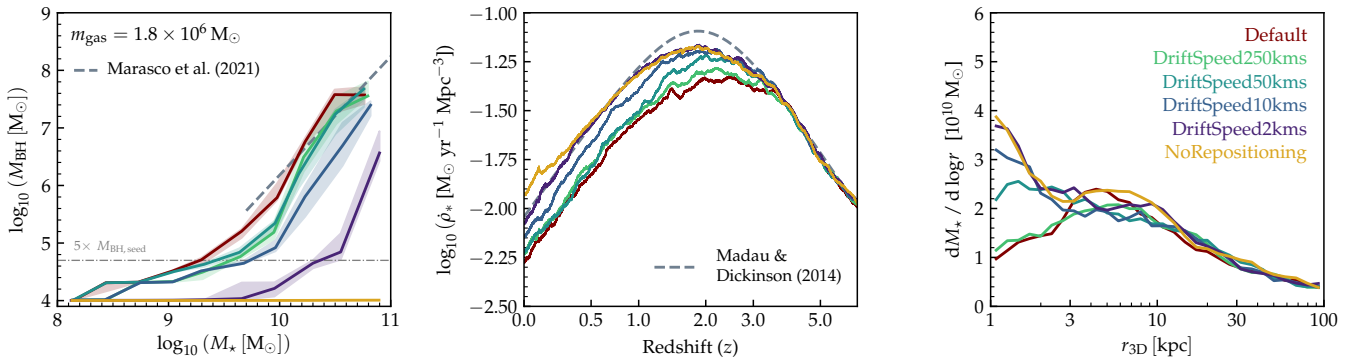 m_gas = 1.8 × 10^6 M_⊙
Marasco et al. (2021)
5× M_BH,seed
log_10 (M_BH [M_⊙])
9
8
7
6
5
4
8
9
10
11
log_10 (M_⋆ [M_⊙])
log_10 (ρ̇_* [M_⊙ yr^−1 Mpc^−3])
−1.00
−1.25
−1.50
−1.75
−2.00
−2.25
−2.50
Madau &
Dickinson (2014)
0.0
0.5
1.0
2.0
3.0
5.0
Redshift (z)
dM_⋆ / d logr [10^10 M_⊙]
6
5
4
3
2
1
0
Default
DriftSpeed250kms
DriftSpeed50kms
DriftSpeed10kms
DriftSpeed2kms
NoRepositioning
1
3
10
30
100
r_3D [kpc]